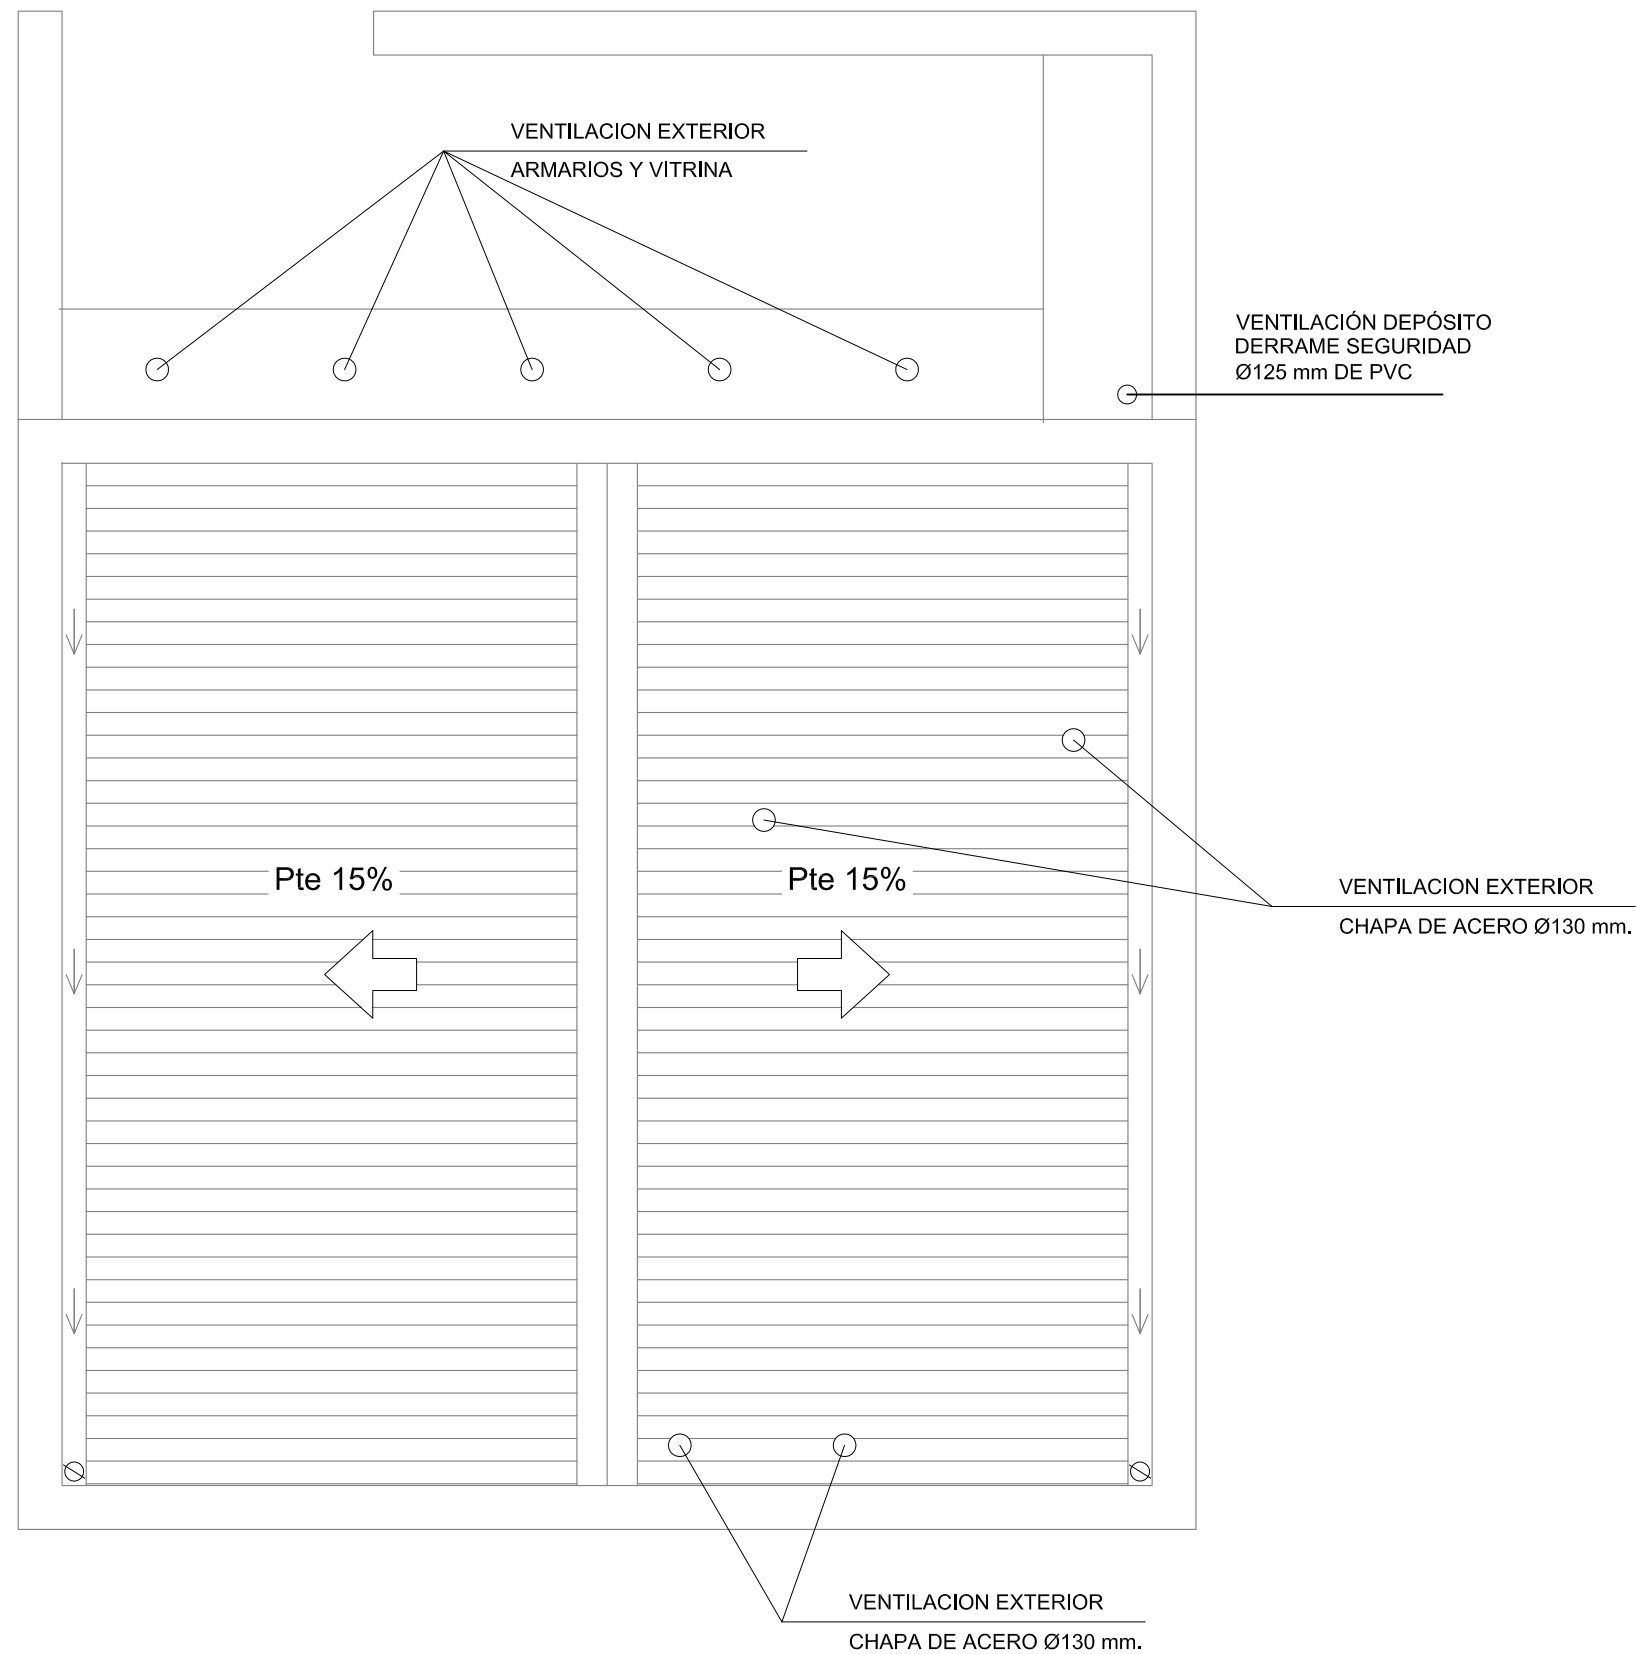 VENTILACION EXTERIOR
ARMARIOS Y VITRINA
VENTILACIÓN DEPÓSITO
DERRAME SEGURIDAD
Ø125 mm DE PVC
Pte 15%
Pte 15%
VENTILACION EXTERIOR
CHAPA DE ACERO Ø130 mm.
VENTILACION EXTERIOR
CHAPA DE ACERO Ø130 mm.